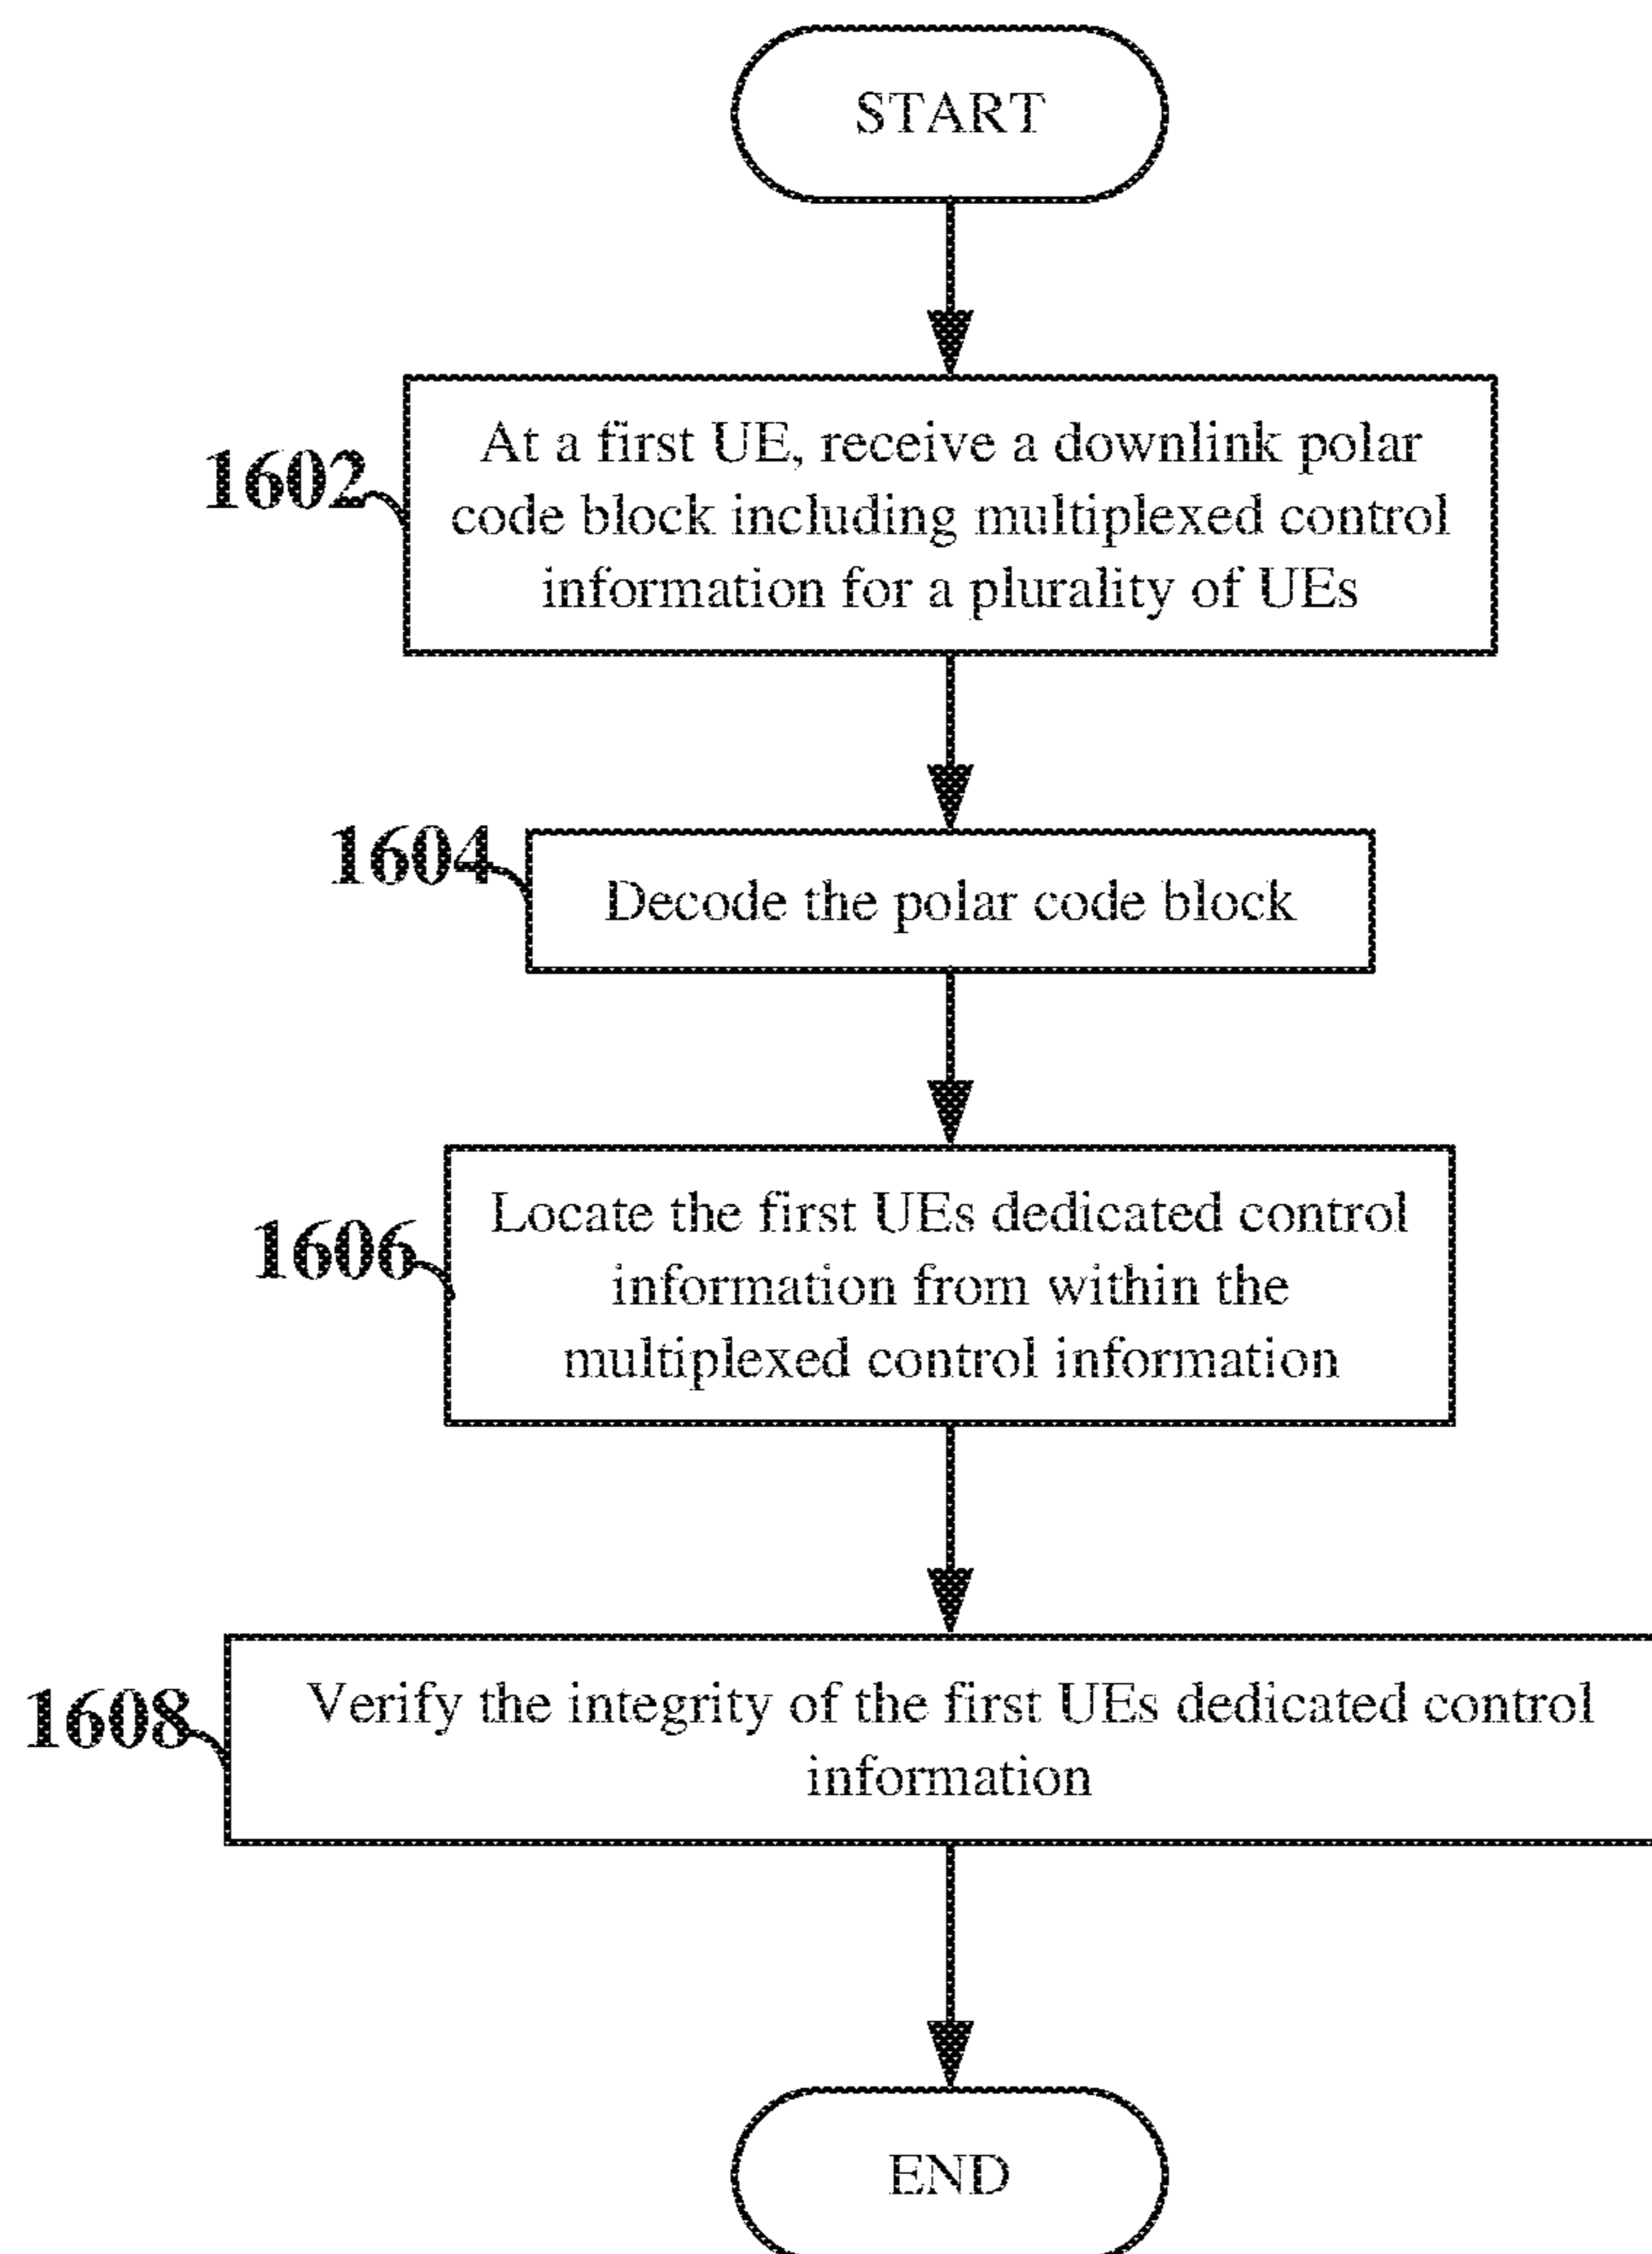 START
1602
At a first UE, receive a downlink polar
code block including multiplexed control
information for a plurality of UEs
1604
Decode the polar code block
1606
Locate the first UEs dedicated control
information from within the
multiplexed control information
1608
Verify the integrity of the first UEs dedicated control
information
END